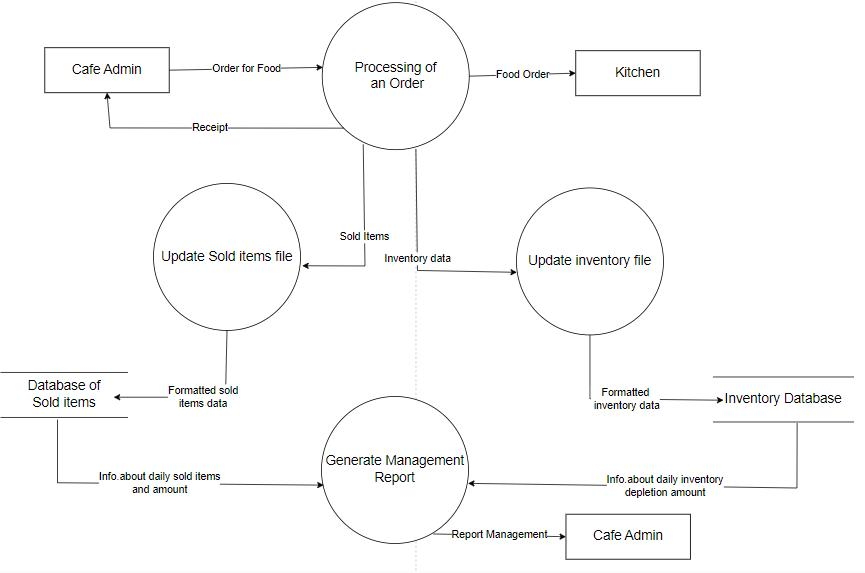 Cafe Admin
Order for Food
Processing of
an Order
Food Order
Kitchen
Receipt
Sold Items
Inventory data
Update Sold items file
Update inventory file
Database of
Sold items
Formatted sold
items data
Formatted
inventory data
Inventory Database
Info.about daily sold items
and amount
Generate Management
Report
Info.about daily inventory
depletion amount
Report Management
Cafe Admin